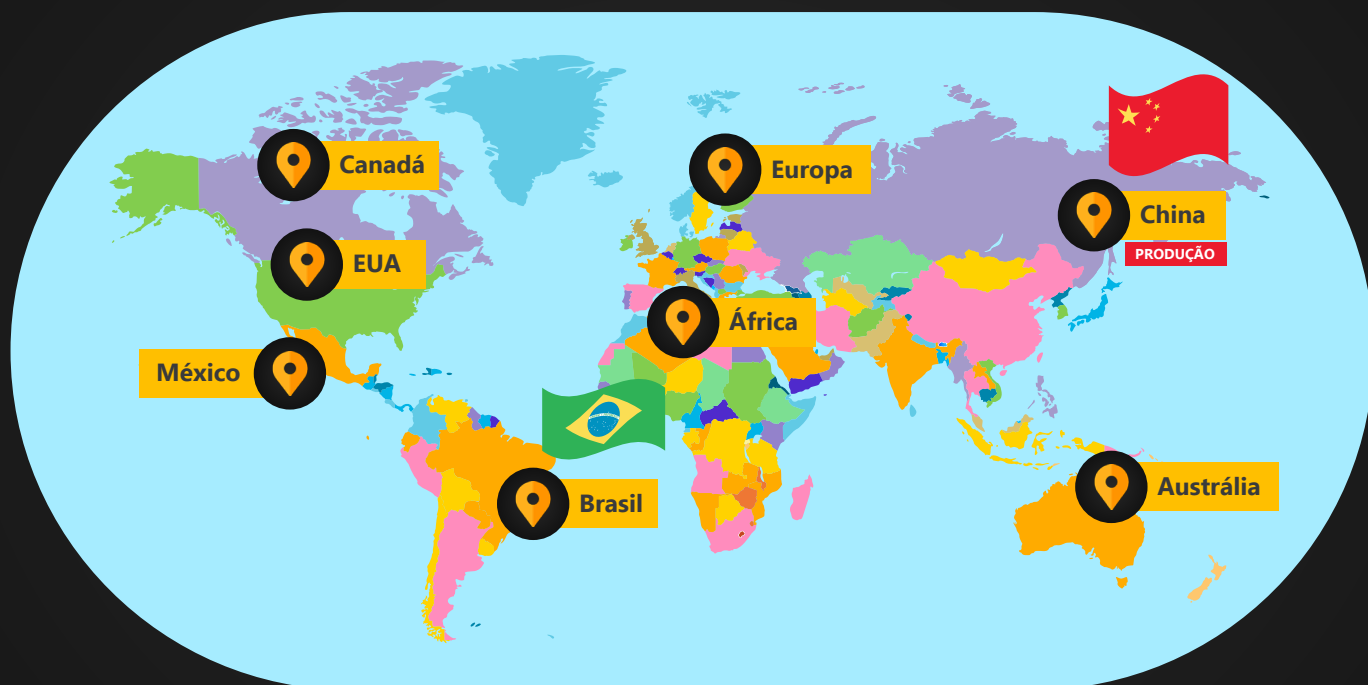 Canadá
Europa
China
PRODUÇÃO
EUA
África
México
Brasil
Austrália